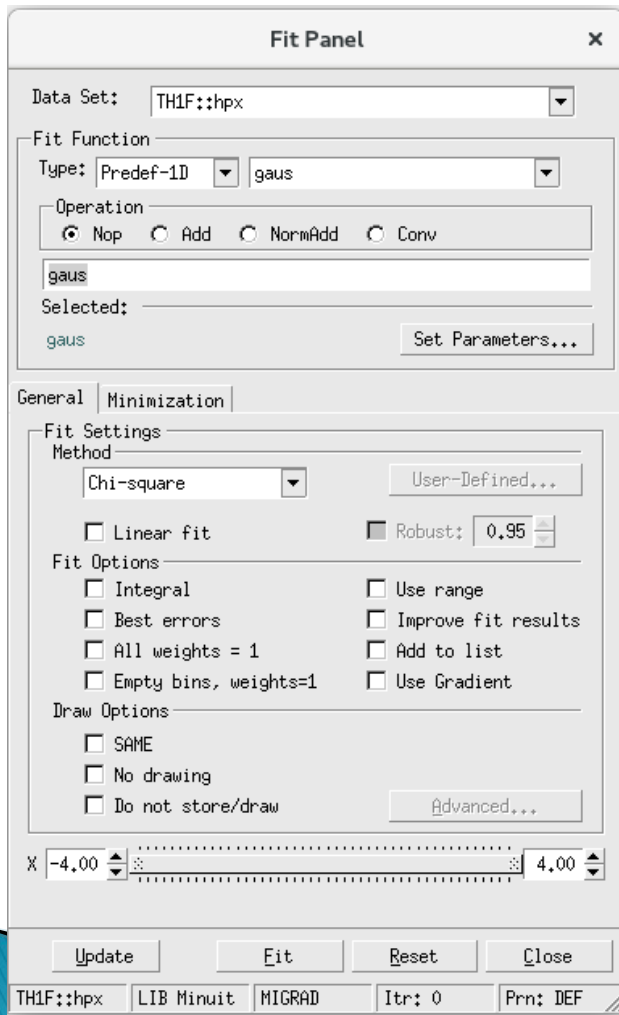 Fit Panel
Data Set: TH1F::hpx
Fit Function
Type: Predef-1D gaus
Operation
Nop Add NormAdd Conv
gaus
Selected:
gaus Set Parameters...
General Minimization
Fit Settings
Method
Chi-square User-Defined...
Linear fit Robust: 0.95
Fit Options
Integral Use range
Best errors Improve fit results
All weights = 1 Add to list
Empty bins, weights=1 Use Gradient
Draw Options
SAME
No drawing
Do not store/draw Advanced...
X -4.00 4.00
Update Fit Reset Close
TH1F::hpx LIB Minuit MIGRAD Itr: 0 Prn: DEF